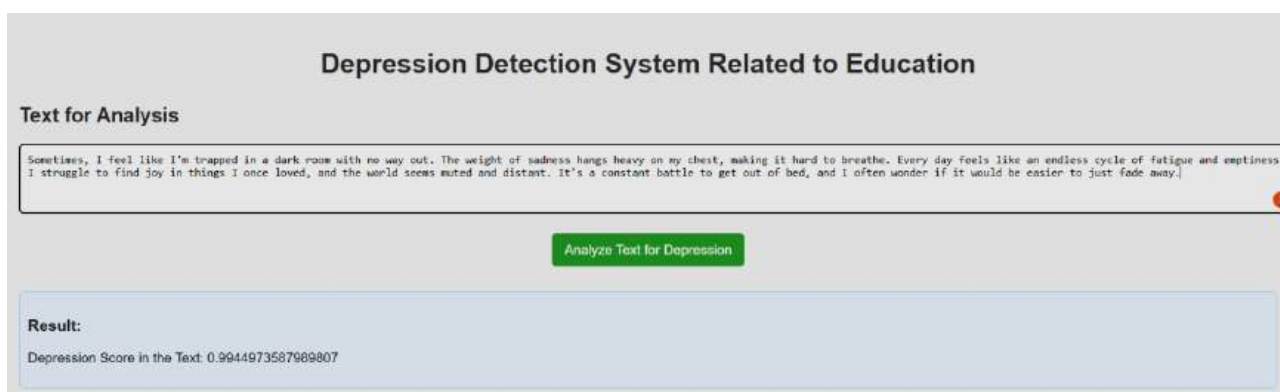 Depression Detection System Related to Education
Text for Analysis
Sometimes, I feel like I'm trapped in a dark room with no way out. The weight of sadness hangs heavy on my chest, making it hard to breathe. Every day feels like an endless cycle of fatigue and emptiness
I struggle to find joy in things I once loved, and the world seems muted and distant. It's a constant battle to get out of bed, and I often wonder if it would be easier to just fade away.
Analyze Text for Depression
Result:
Depression Score in the Text: 0.9944973587989807